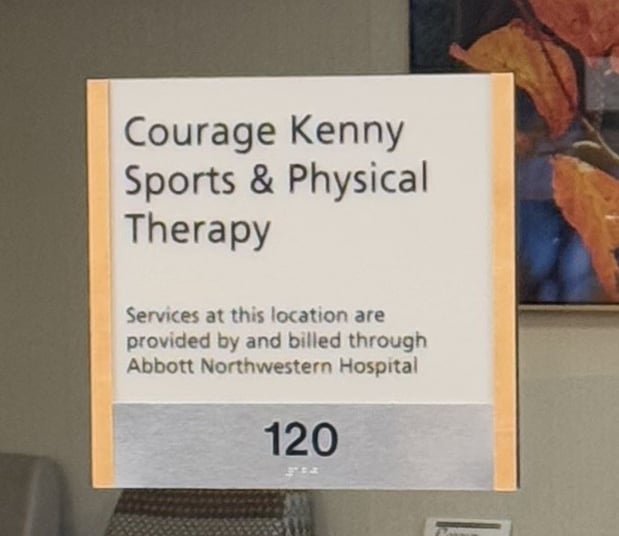 Courage Kenny
Sports & Physical
Therapy
Services at this location are
provided by and billed through
Abbott Northwestern Hospital
120